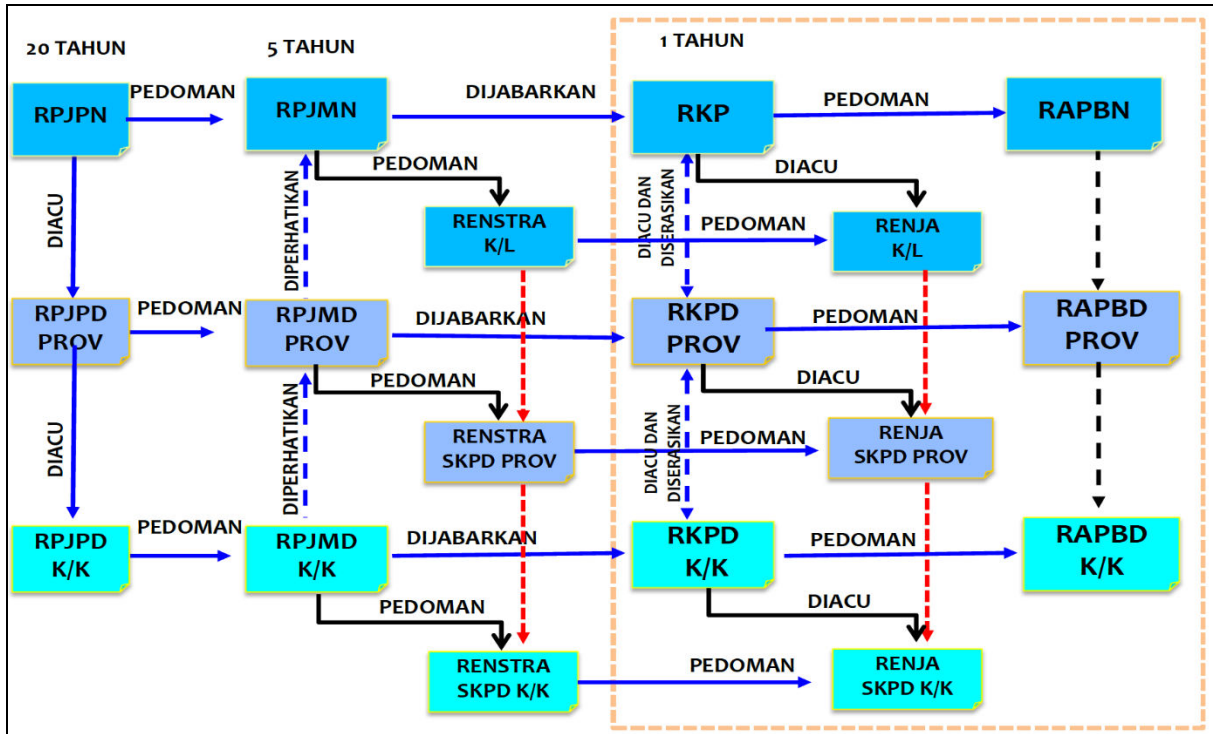 20 TAHUN
5 TAHUN
1 TAHUN
RPJPN
PEDOMAN
RPJMN
DIJABARKAN
RKP
PEDOMAN
RAPBN
DIACU
DIPERHATIKAN
PEDOMAN
RENSTRA
K/L
PEDOMAN
DIACU DAN
DISERASIKAN
DIACU
RENJA
K/L
RPJPD
PROV
PEDOMAN
RPJMD
PROV
DIJABARKAN
RKPD
PROV
PEDOMAN
RAPBD
PROV
DIACU
DIPERHATIKAN
PEDOMAN
RENSTRA
SKPD PROV
PEDOMAN
DIACU DAN
DISERASIKAN
DIACU
RENJA
SKPD PROV
RPJPD
K/K
PEDOMAN
RPJMD
K/K
DIJABARKAN
RKPD
K/K
PEDOMAN
RAPBD
K/K
PEDOMAN
RENSTRA
SKPD K/K
PEDOMAN
DIACU
RENJA
SKPD K/K